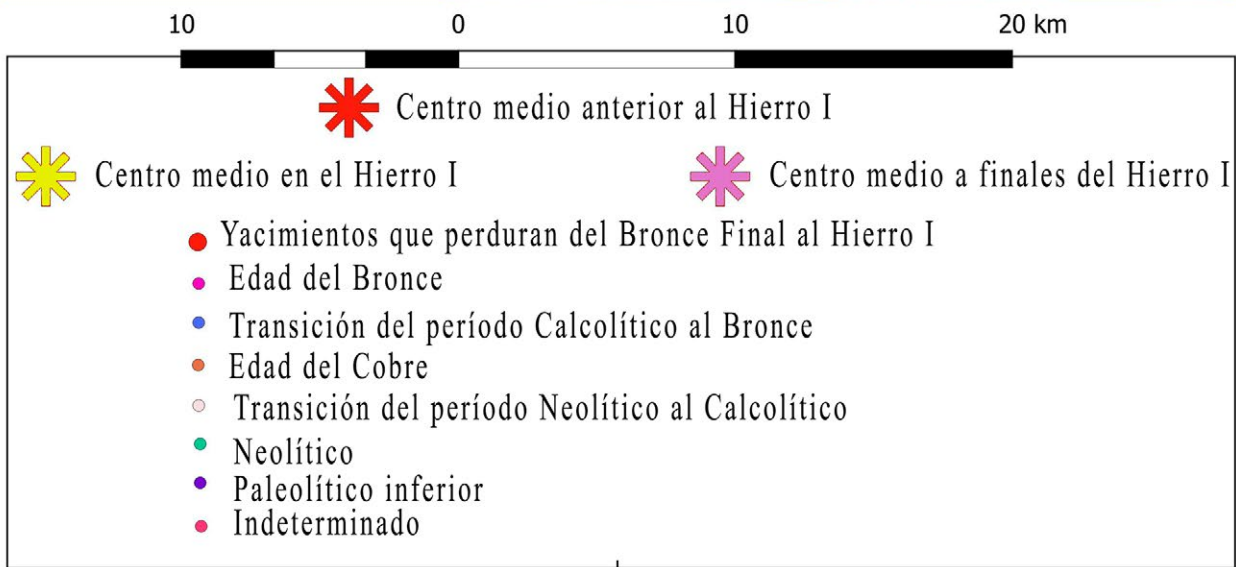 10 0 10 20 km
Centro medio anterior al Hierro I
Centro medio en el Hierro I
Centro medio a finales del Hierro I
Yacimientos que perduran del Bronce Final al Hierro I
Edad del Bronce
Transición del período Calcolítico al Bronce
Edad del Cobre
Transición del período Neolítico al Calcolítico
Neolítico
Paleolítico inferior
Indeterminado